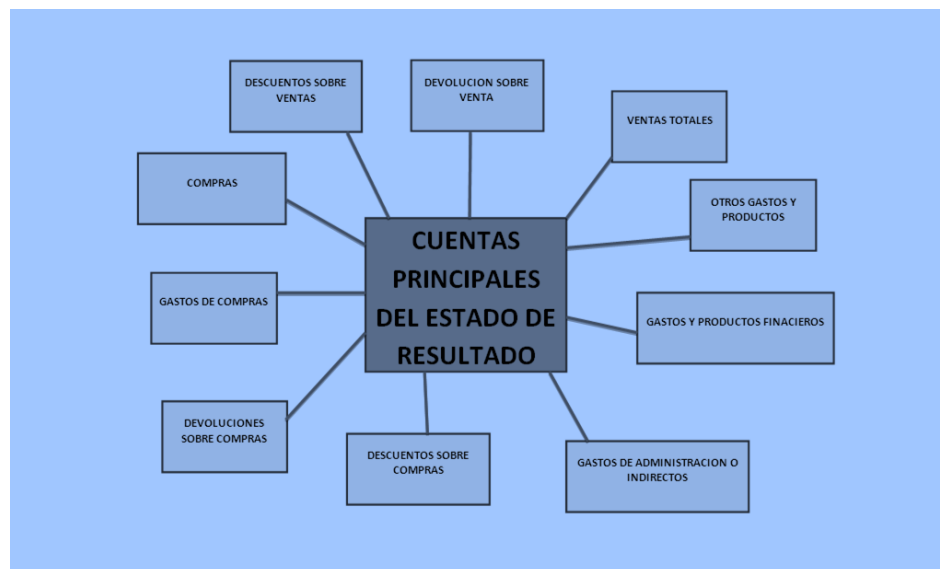 DESCUENTOS SOBRE
VENTAS
DEVOLUCION SOBRE
VENTA
VENTAS TOTALES
COMPRAS
OTROS GASTOS Y
PRODUCTOS
CUENTAS
PRINCIPALES
DEL ESTADO DE
RESULTADO
GASTOS DE COMPRAS
GASTOS Y PRODUCTOS FINACIEROS
DEVOLUCIONES
SOBRE COMPRAS
DESCUENTOS SOBRE
COMPRAS
GASTOS DE ADMINISTRACION O
INDIRECTOS